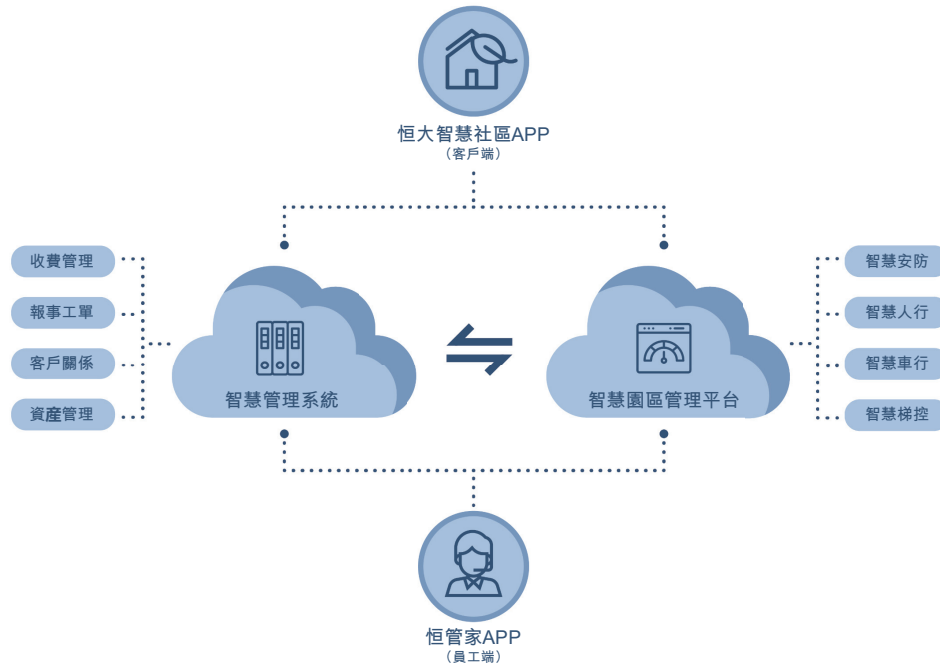 恒大智慧社區APP
（客戶端）
收費管理
報事工單
客戶關係
資產管理
智慧管理系統
智慧園區管理平台
智慧安防
智慧人行
智慧車行
智慧梯控
恒管家APP
（員工端）